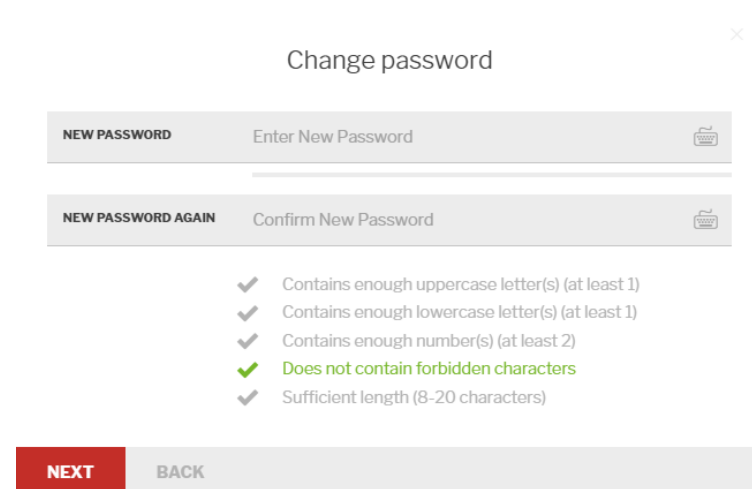 Change password
NEW PASSWORD Enter New Password
NEW PASSWORD AGAIN Confirm New Password
Contains enough uppercase letter(s) (at least 1)
Contains enough lowercase letter(s) (at least 1)
Contains enough number(s) (at least 2)
Does not contain forbidden characters
Sufficient length (8-20 characters)
NEXT BACK